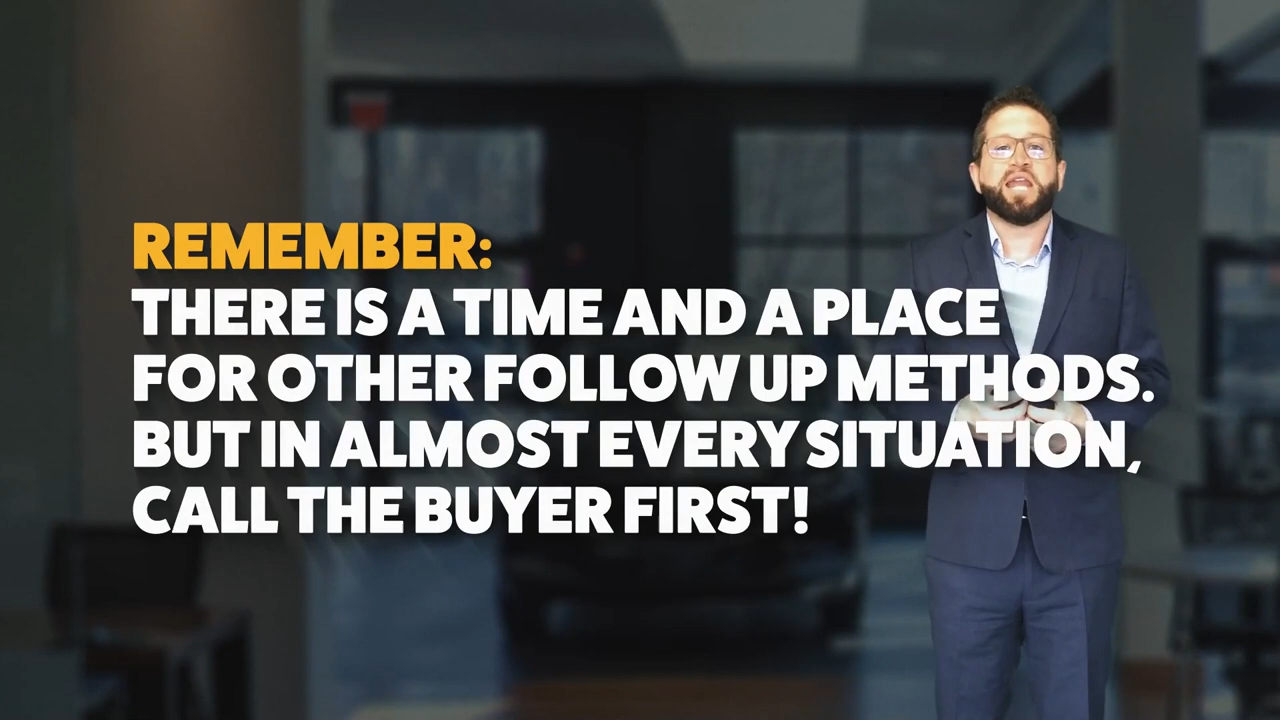 REMEMBER:
THERE IS A TIME AND A PLACE
FOR OTHER FOLLOW UP METHODS.
BUT IN ALMOST EVERY SITUATION,
CALL THE BUYER FIRST!